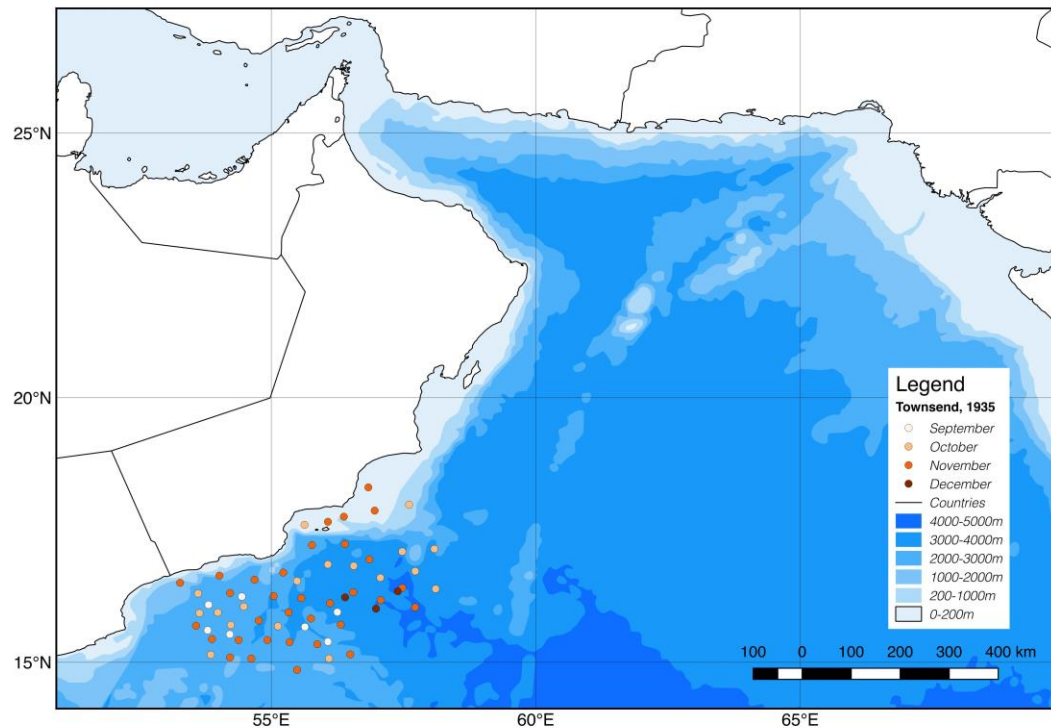 25°N
20°N
15°N
55°E
60°E
65°E
Legend
Townsend, 1935
September
October
November
December
Countries
4000-5000m
3000-4000m
2000-3000m
1000-2000m
200-1000m
0-200m
100 0 100 200 300 400 km